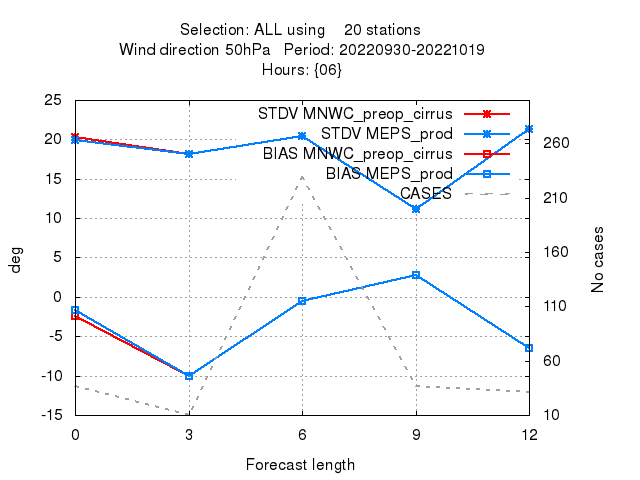 Selection: ALL using    20 stations
Wind direction 50hPa   Period: 20220930-20221019
Hours: {06}
STDV MNWC_preop_cirrus
STDV MEPS_prod
BIAS MNWC_preop_cirrus
BIAS MEPS_prod
CASES
25
20
15
10
5
0
-5
-10
-15
deg
260
210
160
110
60
10
No cases
0 3 6 9 12
Forecast length